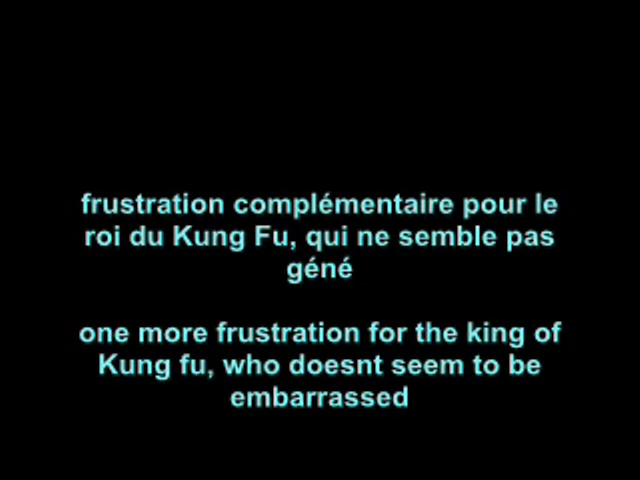 frustration complémentaire pour le
roi du Kung Fu, qui ne semble pas
géné
one more frustration for the king of
Kung fu, who doesnt seem to be
embarrassed